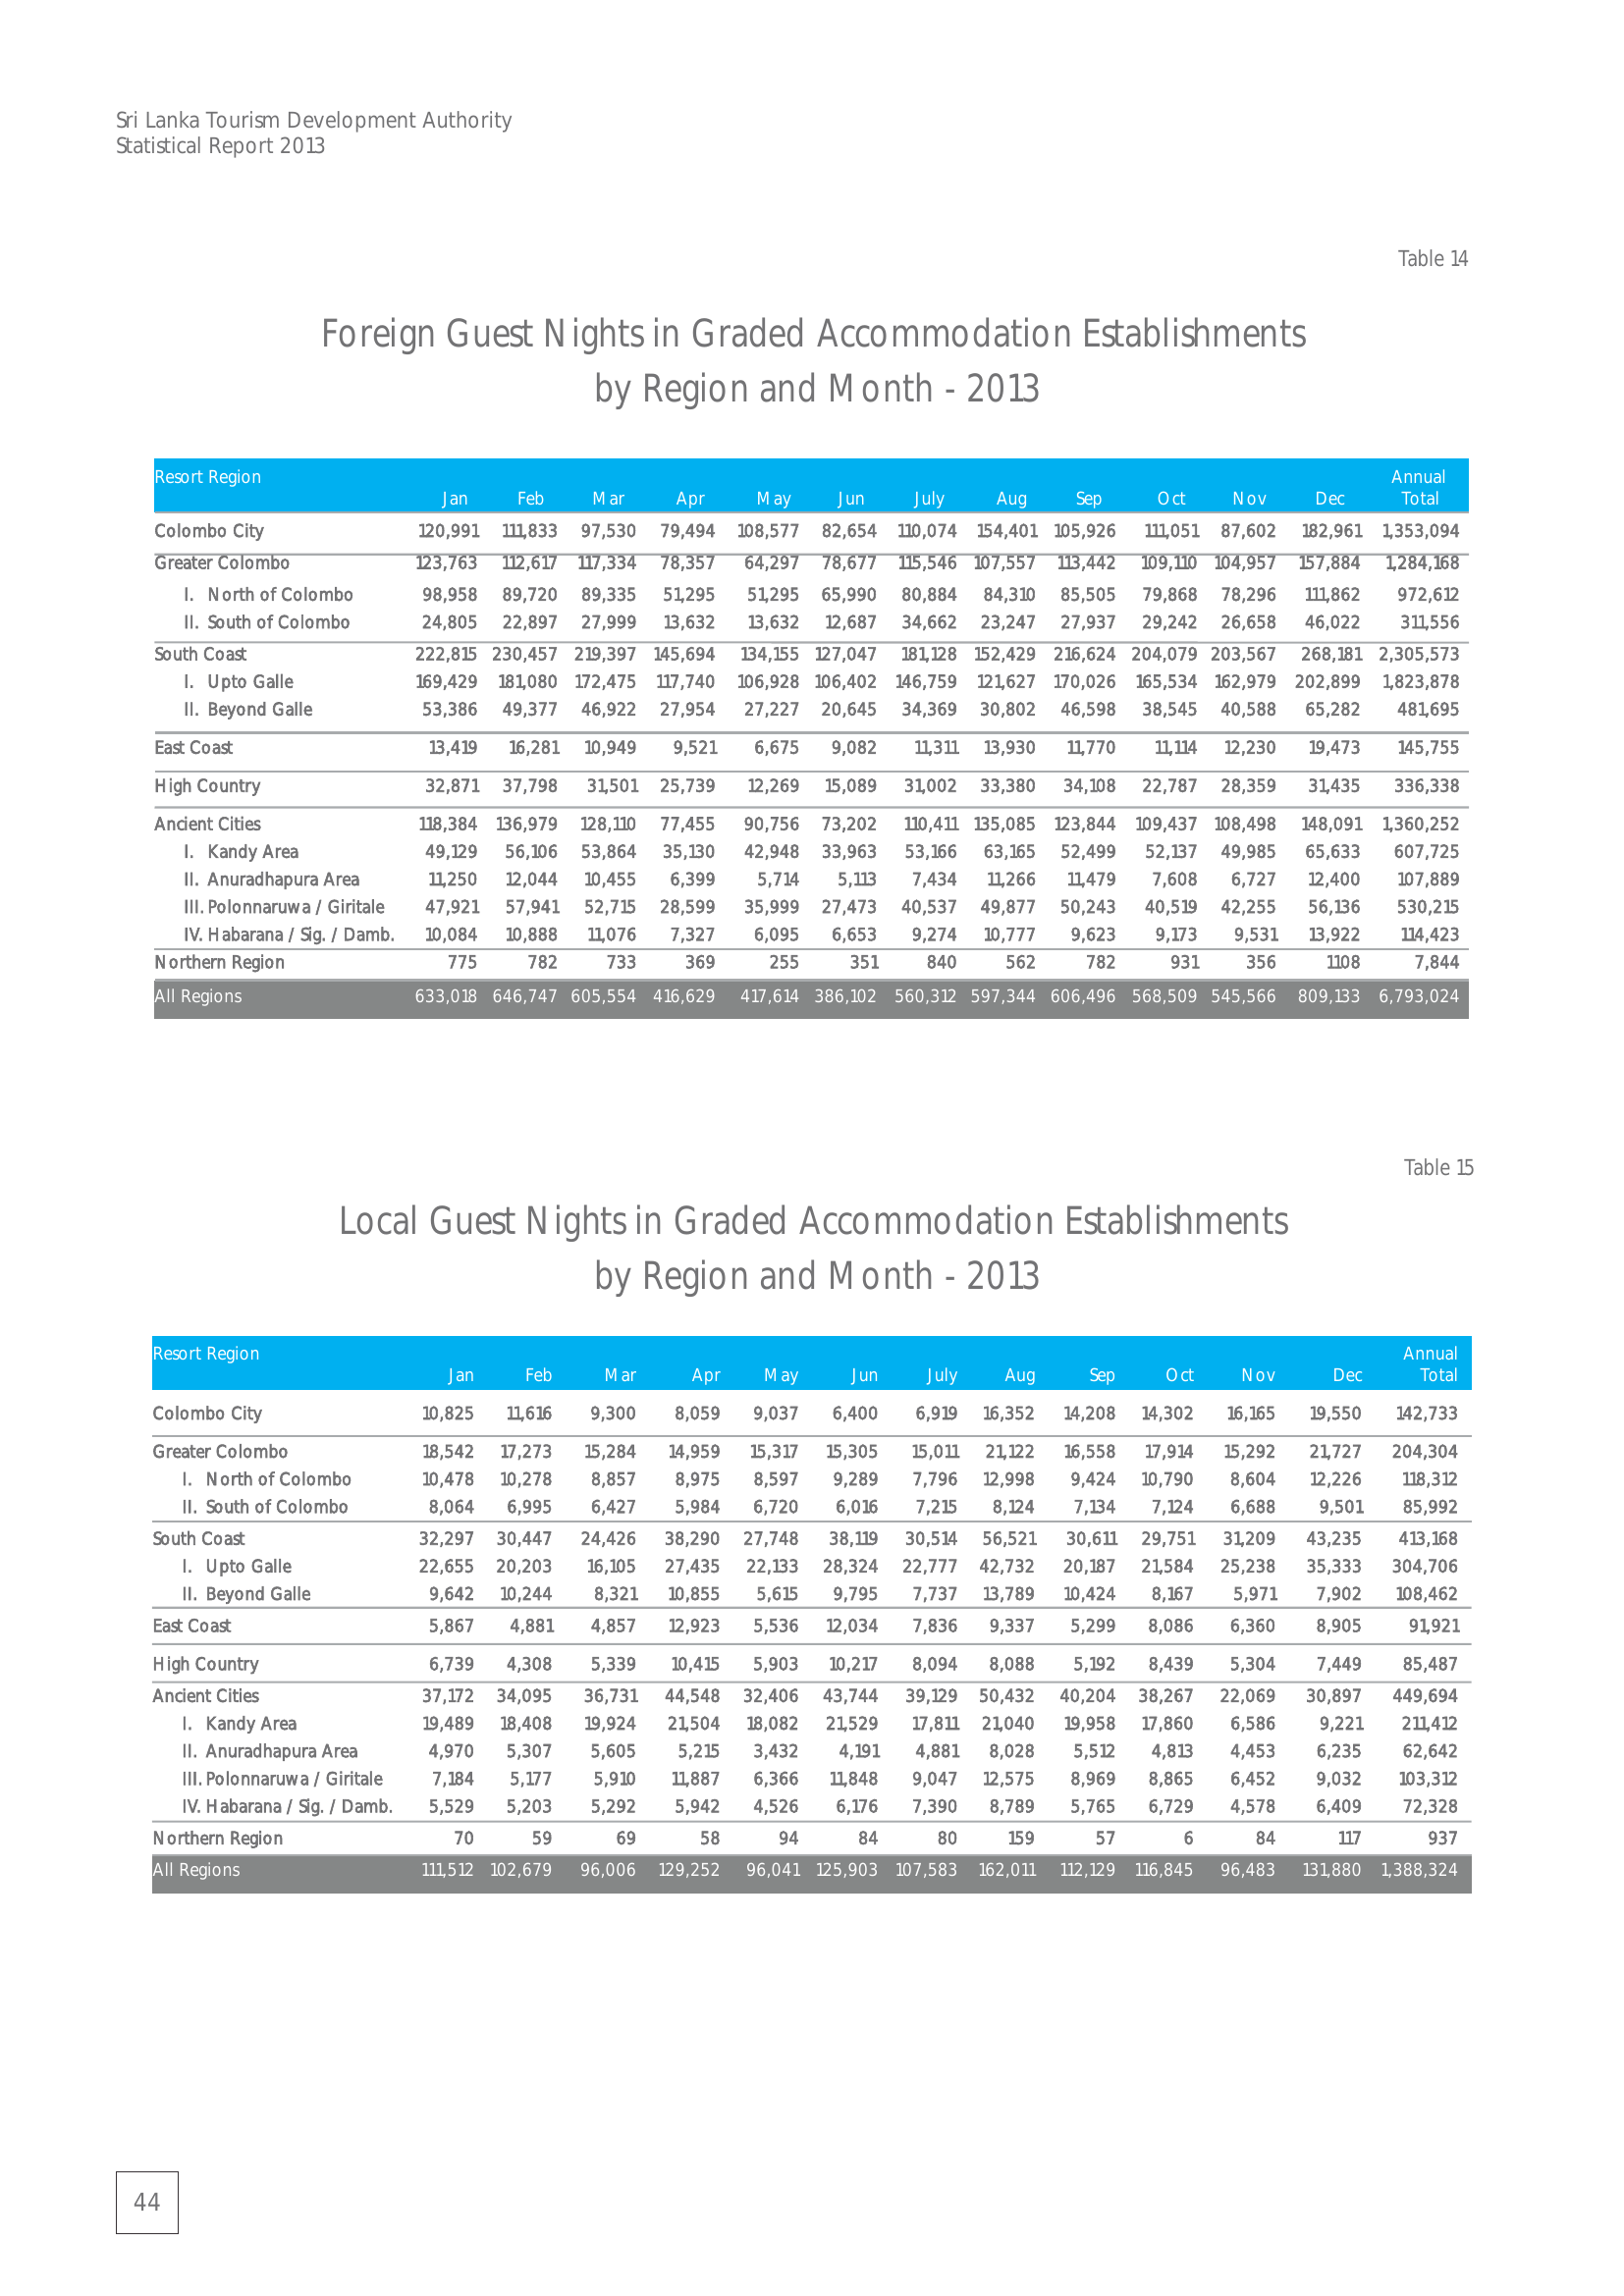 Sri Lanka Tourism Development Authority
Statistical Report 2013
Table 14
Foreign Guest Nights in Graded Accommodation Establishments
by Region and Month - 2013
Resort Region Annual
Jan Feb Mar Apr May Jun July Aug Sep Oct Nov Dec Total
Colombo City 120,991 111,833 97,530 79,494 108,577 82,654 110,074 154,401 105,926 111,051 87,602 182,961 1,353,094
Greater Colombo 123,763 112,617 117,334 78,357 64,297 78,677 115,546 107,557 113,442 109,110 104,957 157,884 1,284,168
I. North of Colombo 98,958 89,720 89,335 51,295 51,295 65,990 80,884 84,310 85,505 79,868 78,296 111,862 972,612
II. South of Colombo 24,805 22,897 27,999 13,632 13,632 12,687 34,662 23,247 27,937 29,242 26,658 46,022 311,556
South Coast 222,815 230,457 219,397 145,694 134,155 127,047 181,128 152,429 216,624 204,079 203,567 268,181 2,305,573
I. Upto Galle 169,429 181,080 172,475 117,740 106,928 106,402 146,759 121,627 170,026 165,534 162,979 202,899 1,823,878
II. Beyond Galle 53,386 49,377 46,922 27,954 27,227 20,645 34,369 30,802 46,598 38,545 40,588 65,282 481,695
East Coast 13,419 16,281 10,949 9,521 6,675 9,082 11,311 13,930 11,770 11,114 12,230 19,473 145,755
High Country 32,871 37,798 31,501 25,739 12,269 15,089 31,002 33,380 34,108 22,787 28,359 31,435 336,338
Ancient Cities 118,384 136,979 128,110 77,455 90,756 73,202 110,411 135,085 123,844 109,437 108,498 148,091 1,360,252
I. Kandy Area 49,129 56,106 53,864 35,130 42,948 33,963 53,166 63,165 52,499 52,137 49,985 65,633 607,725
II. Anuradhapura Area 11,250 12,044 10,455 6,399 5,714 5,113 7,434 11,266 11,479 7,608 6,727 12,400 107,889
III. Polonnaruwa / Giritale 47,921 57,941 52,715 28,599 35,999 27,473 40,537 49,877 50,243 40,519 42,255 56,136 530,215
IV. Habarana / Sig. / Damb. 10,084 10,888 11,076 7,327 6,095 6,653 9,274 10,777 9,623 9,173 9,531 13,922 114,423
Northern Region 775 782 733 369 255 351 840 562 782 931 356 1108 7,844
All Regions 633,018 646,747 605,554 416,629 417,614 386,102 560,312 597,344 606,496 568,509 545,566 809,133 6,793,024
Table 15
Local Guest Nights in Graded Accommodation Establishments
by Region and Month - 2013
Resort Region Annual
Jan Feb Mar Apr May Jun July Aug Sep Oct Nov Dec Total
Colombo City 10,825 11,616 9,300 8,059 9,037 6,400 6,919 16,352 14,208 14,302 16,165 19,550 142,733
Greater Colombo 18,542 17,273 15,284 14,959 15,317 15,305 15,011 21,122 16,558 17,914 15,292 21,727 204,304
I. North of Colombo 10,478 10,278 8,857 8,975 8,597 9,289 7,796 12,998 9,424 10,790 8,604 12,226 118,312
II. South of Colombo 8,064 6,995 6,427 5,984 6,720 6,016 7,215 8,124 7,134 7,124 6,688 9,501 85,992
South Coast 32,297 30,447 24,426 38,290 27,748 38,119 30,514 56,521 30,611 29,751 31,209 43,235 413,168
I. Upto Galle 22,655 20,203 16,105 27,435 22,133 28,324 22,777 42,732 20,187 21,584 25,238 35,333 304,706
II. Beyond Galle 9,642 10,244 8,321 10,855 5,615 9,795 7,737 13,789 10,424 8,167 5,971 7,902 108,462
East Coast 5,867 4,881 4,857 12,923 5,536 12,034 7,836 9,337 5,299 8,086 6,360 8,905 91,921
High Country 6,739 4,308 5,339 10,415 5,903 10,217 8,094 8,088 5,192 8,439 5,304 7,449 85,487
Ancient Cities 37,172 34,095 36,731 44,548 32,406 43,744 39,129 50,432 40,204 38,267 22,069 30,897 449,694
I. Kandy Area 19,489 18,408 19,924 21,504 18,082 21,529 17,811 21,040 19,958 17,860 6,586 9,221 211,412
II. Anuradhapura Area 4,970 5,307 5,605 5,215 3,432 4,191 4,881 8,028 5,512 4,813 4,453 6,235 62,642
III. Polonnaruwa / Giritale 7,184 5,177 5,910 11,887 6,366 11,848 9,047 12,575 8,969 8,865 6,452 9,032 103,312
IV. Habarana / Sig. / Damb. 5,529 5,203 5,292 5,942 4,526 6,176 7,390 8,789 5,765 6,729 4,578 6,409 72,328
Northern Region 70 59 69 58 94 84 80 159 57 6 84 117 937
All Regions 111,512 102,679 96,006 129,252 96,041 125,903 107,583 162,011 112,129 116,845 96,483 131,880 1,388,324
44